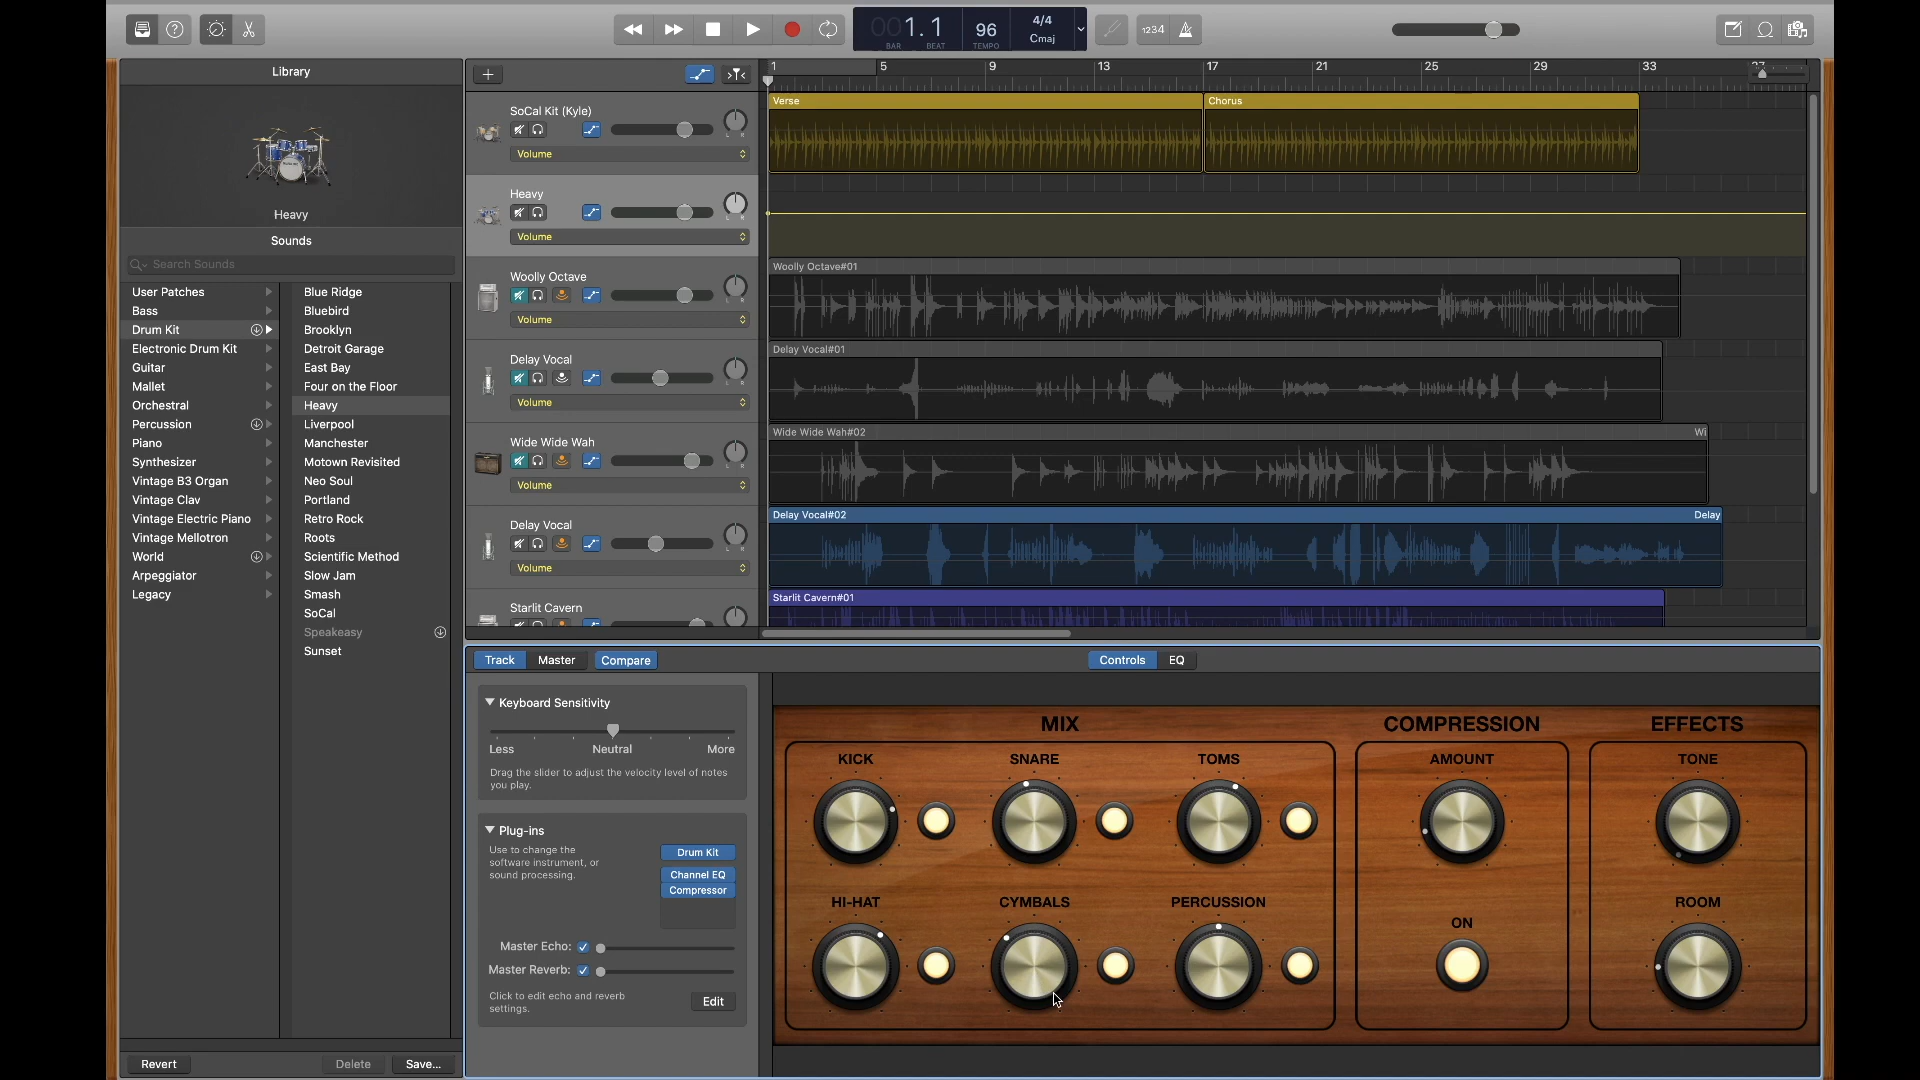 001.1
BAR BEAT
96
TEMPO
4/4
Cmaj
1234
Library
Heavy
Sounds
Search Sounds
User Patches
Bass
Drum Kit
Electronic Drum Kit
Guitar
Mallet
Orchestral
Percussion
Piano
Synthesizer
Vintage B3 Organ
Vintage Clav
Vintage Electric Piano
Vintage Mellotron
World
Arpeggiator
Legacy
Blue Ridge
Bluebird
Brooklyn
Detroit Garage
East Bay
Four on the Floor
Heavy
Liverpool
Manchester
Motown Revisited
Neo Soul
Portland
Retro Rock
Roots
Scientific Method
Slow Jam
Smash
SoCal
Speakeasy
Sunset
Revert
Delete
Save...
1 5 9 13 17 21 25 29 33
SoCal Kit (Kyle)
L R
Volume
Verse
Chorus
Heavy
L R
Volume
Woolly Octave
L R
Volume
Woolly Octave#01
Delay Vocal
L R
Volume
Delay Vocal#01
Wide Wide Wah
L R
Volume
Wide Wide Wah#02
Wi
Delay Vocal
L R
Volume
Delay Vocal#02
Delay
Starlit Cavern
Starlit Cavern#01
Track
Master
Compare
Controls
EQ
Keyboard Sensitivity
Less
Neutral
More
Drag the slider to adjust the velocity level of notes
you play.
Plug-ins
Use to change the
software instrument, or
sound processing.
Drum Kit
Channel EQ
Compressor
Master Echo:
Master Reverb:
Click to edit echo and reverb
settings.
Edit
MIX
COMPRESSION
EFFECTS
KICK
SNARE
TOMS
AMOUNT
TONE
HI-HAT
CYMBALS
PERCUSSION
ON
ROOM